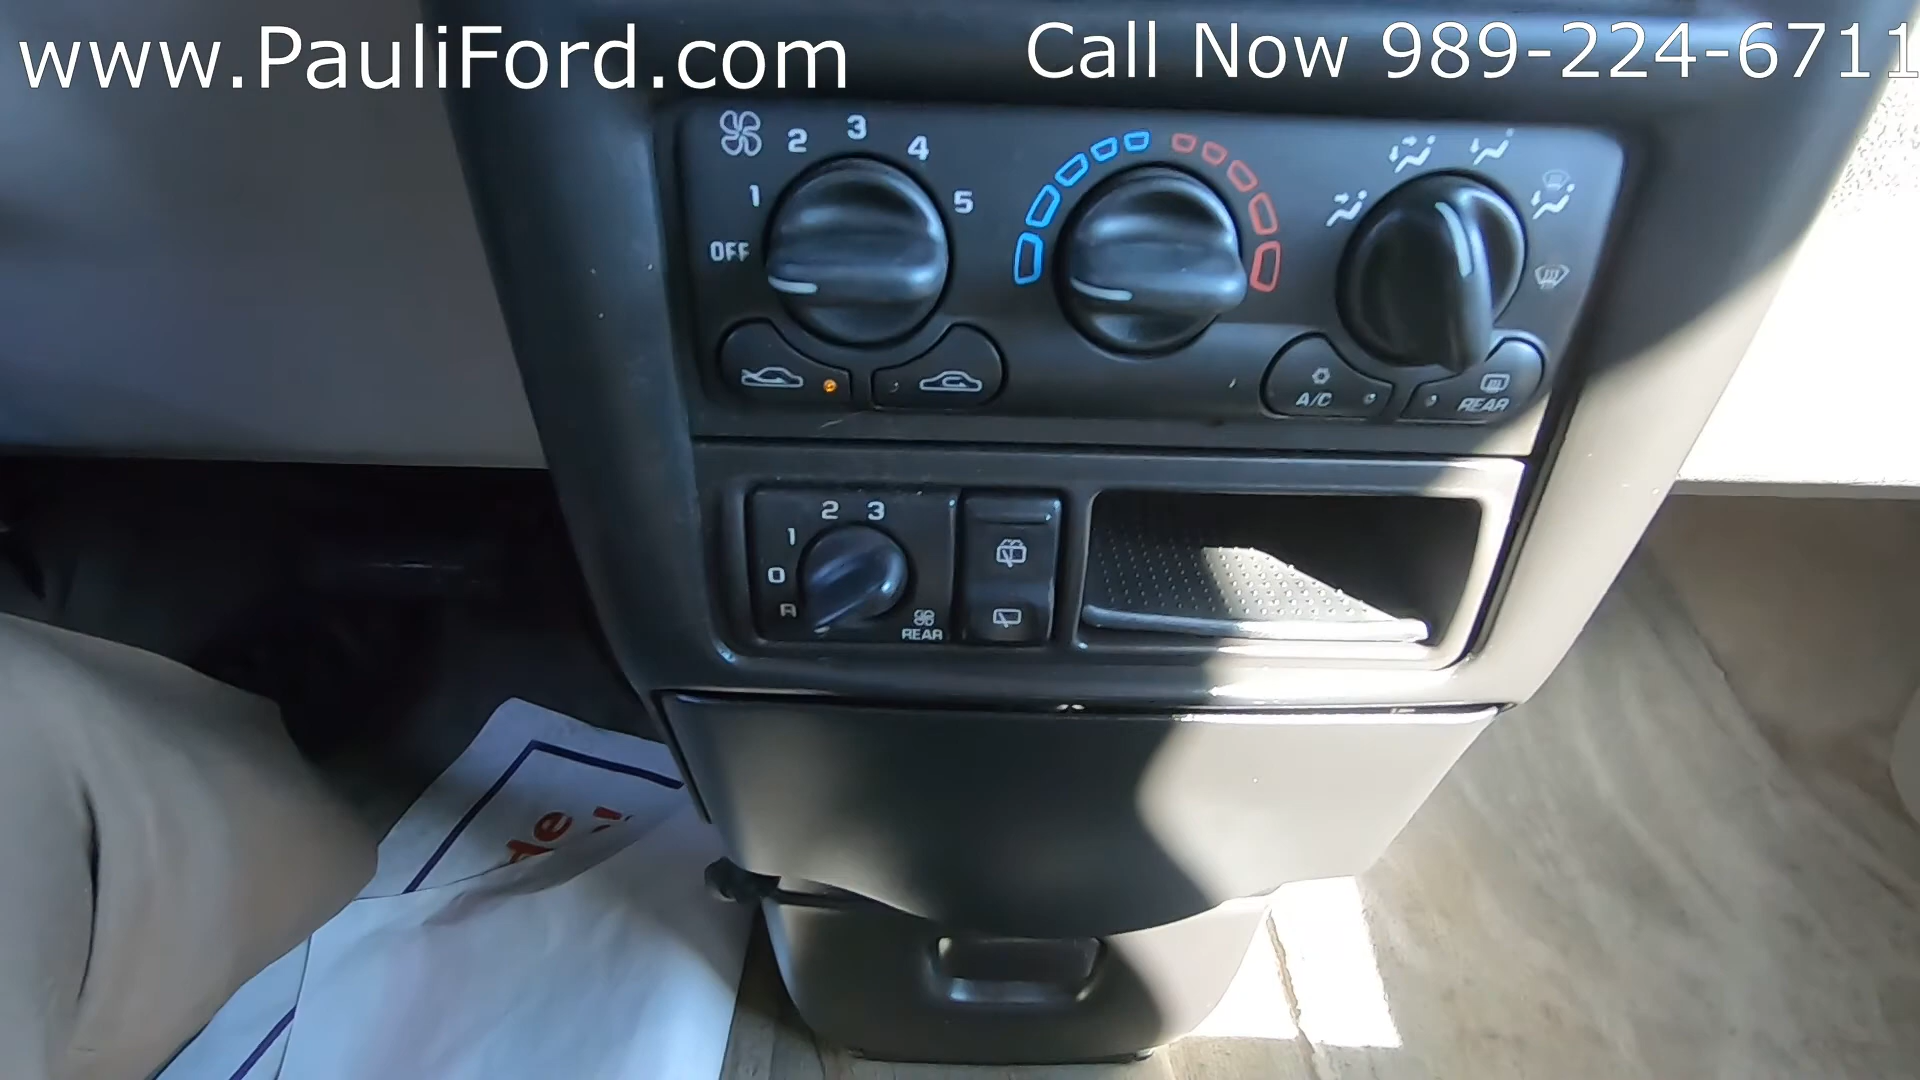 www.PauliFord.com
Call Now 989-224-6711
1 2 3 4 5
OFF
A/C
REAR
1 2 3
0
R
REAR
de